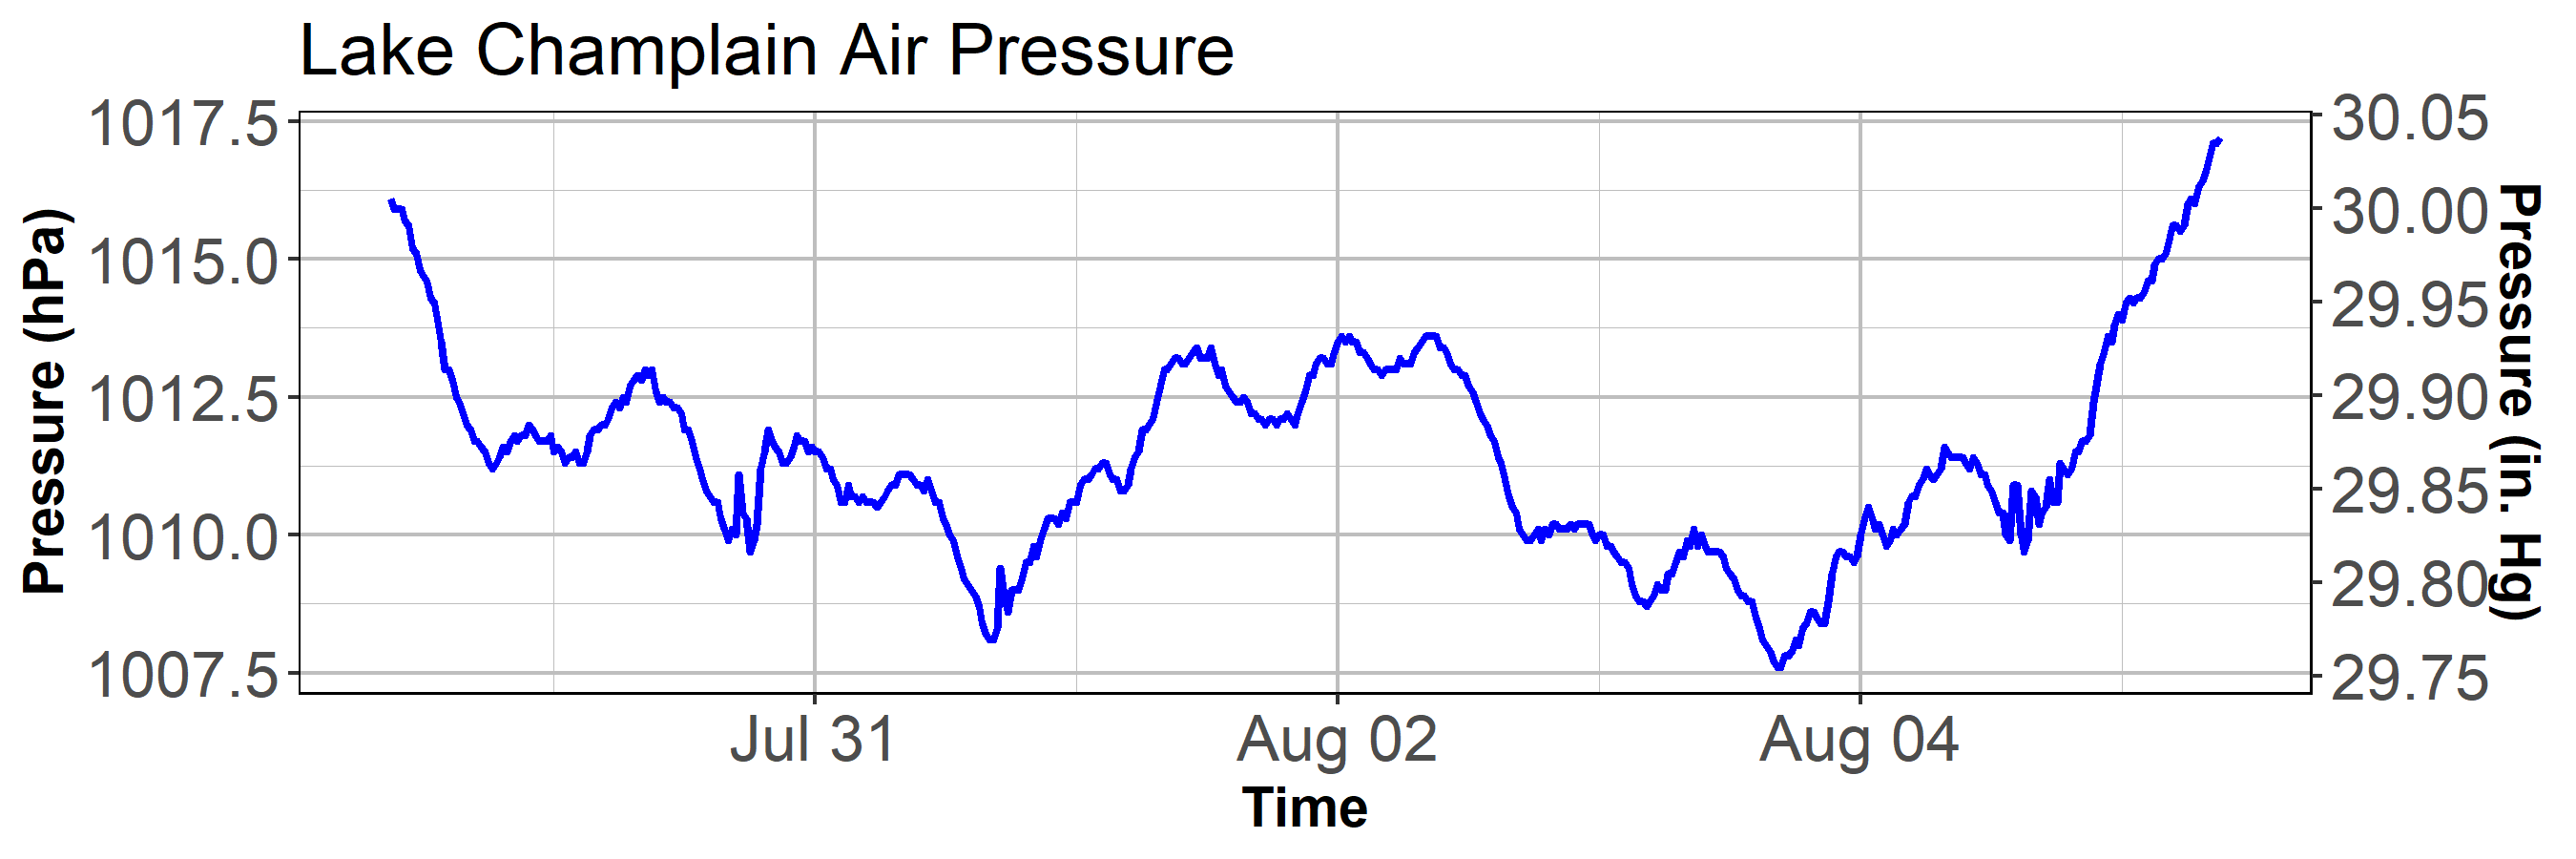 Lake Champlain Air Pressure
1017.5
1015.0
1012.5
1010.0
1007.5
Pressure (hPa)
30.05
30.00
29.95
29.90
29.85
29.80
29.75
Pressure (in. Hg)
Jul 31
Aug 02
Aug 04
Time